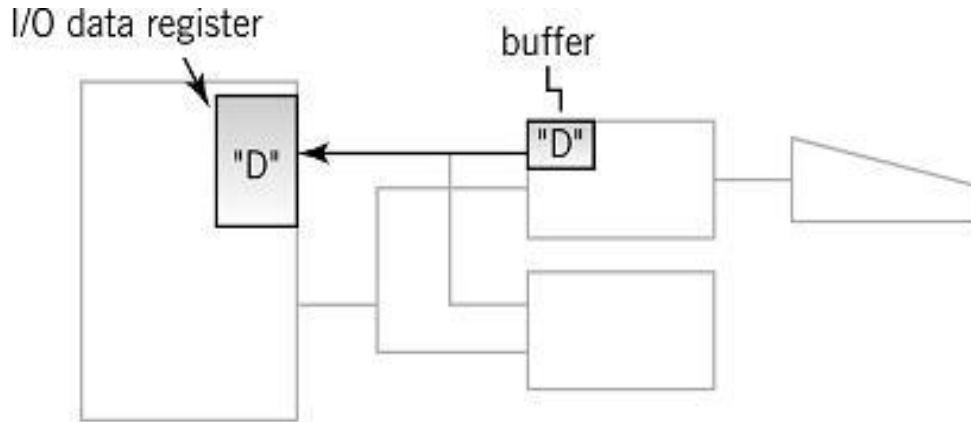 I/O data register
buffer
"D"
"D"